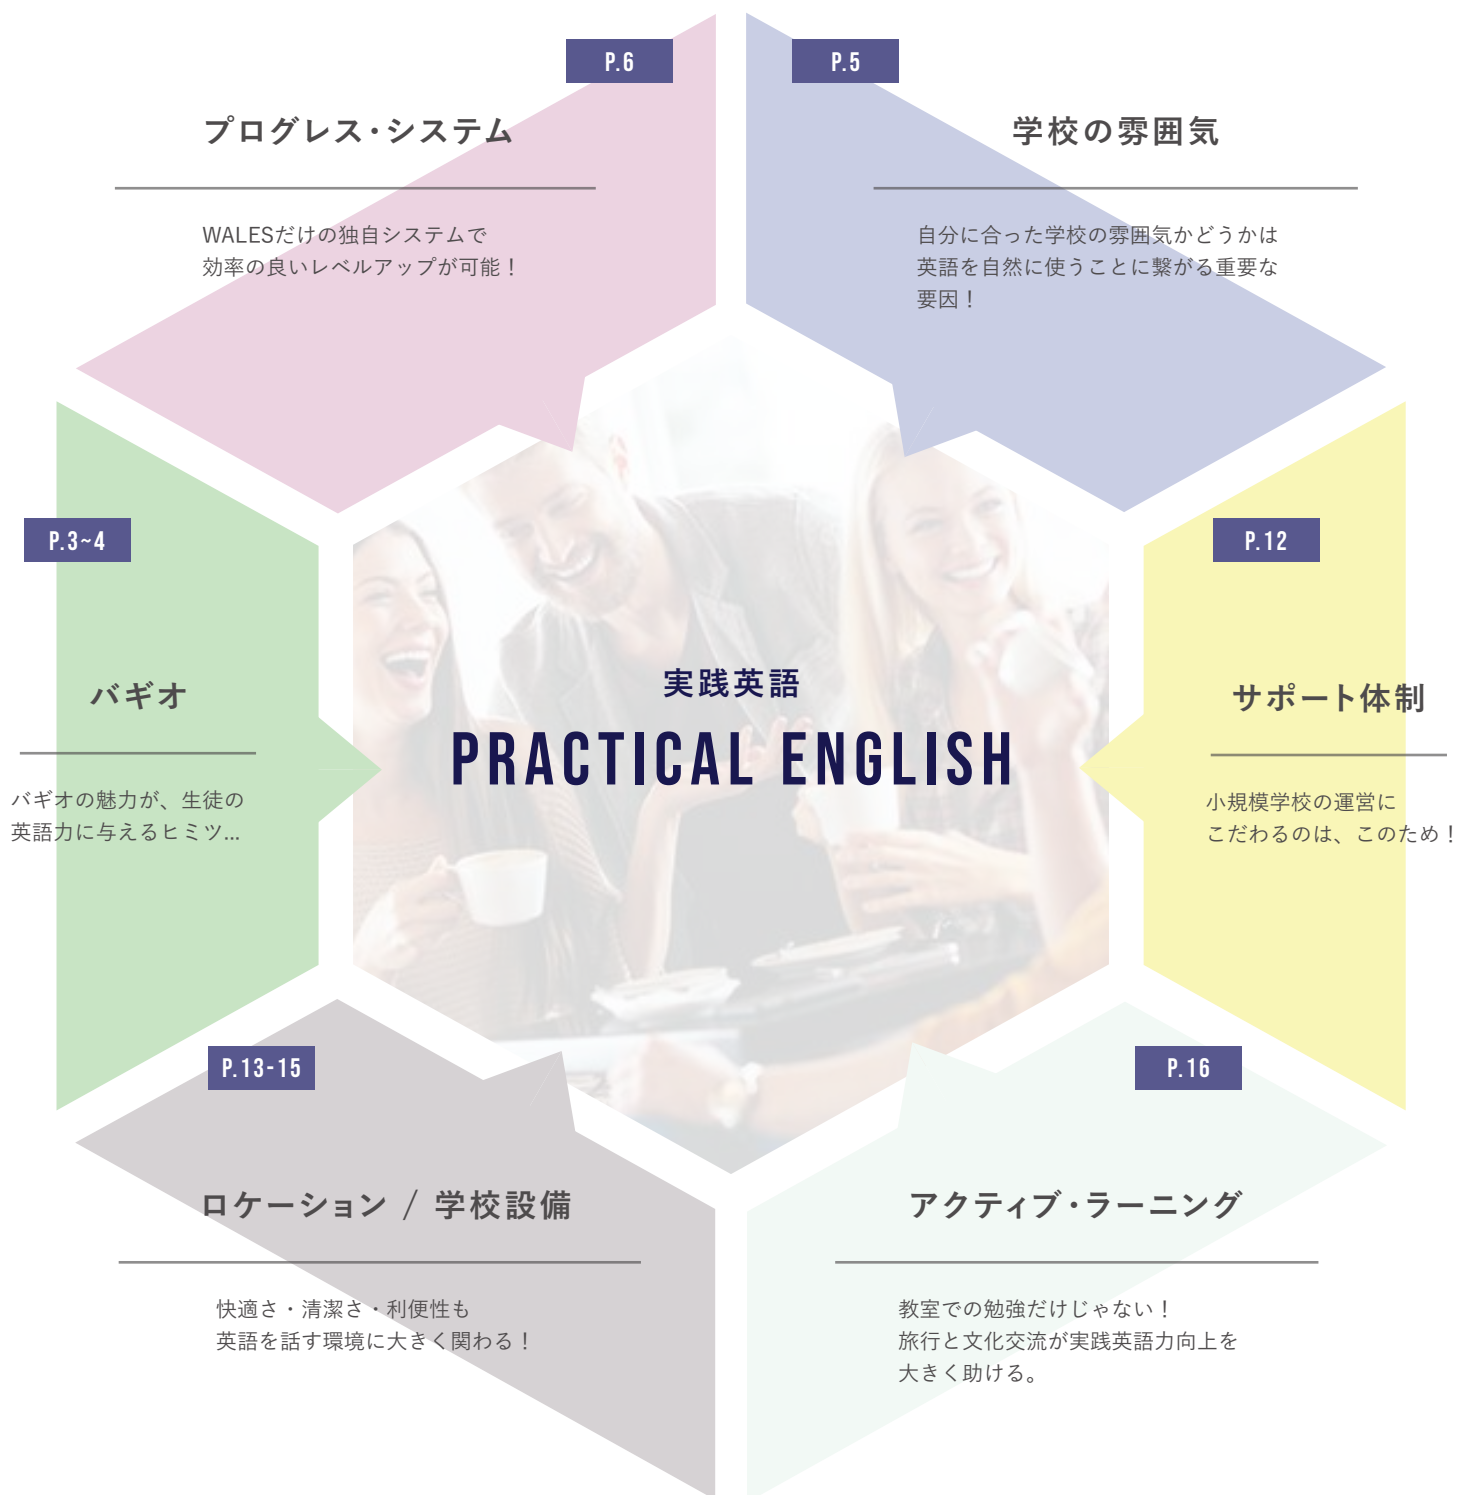 P.6
プログレス・システム
WALESだけの独自システムで
効率の良いレベルアップが可能！
P.5
学校の雰囲気
自分に合った学校の雰囲気かどうかは
英語を自然に使うことに繋がる重要な
要因！
P.3~4
バギオ
バギオの魅力が、生徒の
英語力に与えるヒミツ...
実践英語
PRACTICAL ENGLISH
P.12
サポート体制
小規模学校の運営に
こだわるのは、このため！
P.13-15
ロケーション / 学校設備
快適さ・清潔さ・利便性も
英語を話す環境に大きく関わる！
P.16
アクティブ・ラーニング
教室での勉強だけじゃない！
旅行と文化交流が実践英語力向上を
大きく助ける。